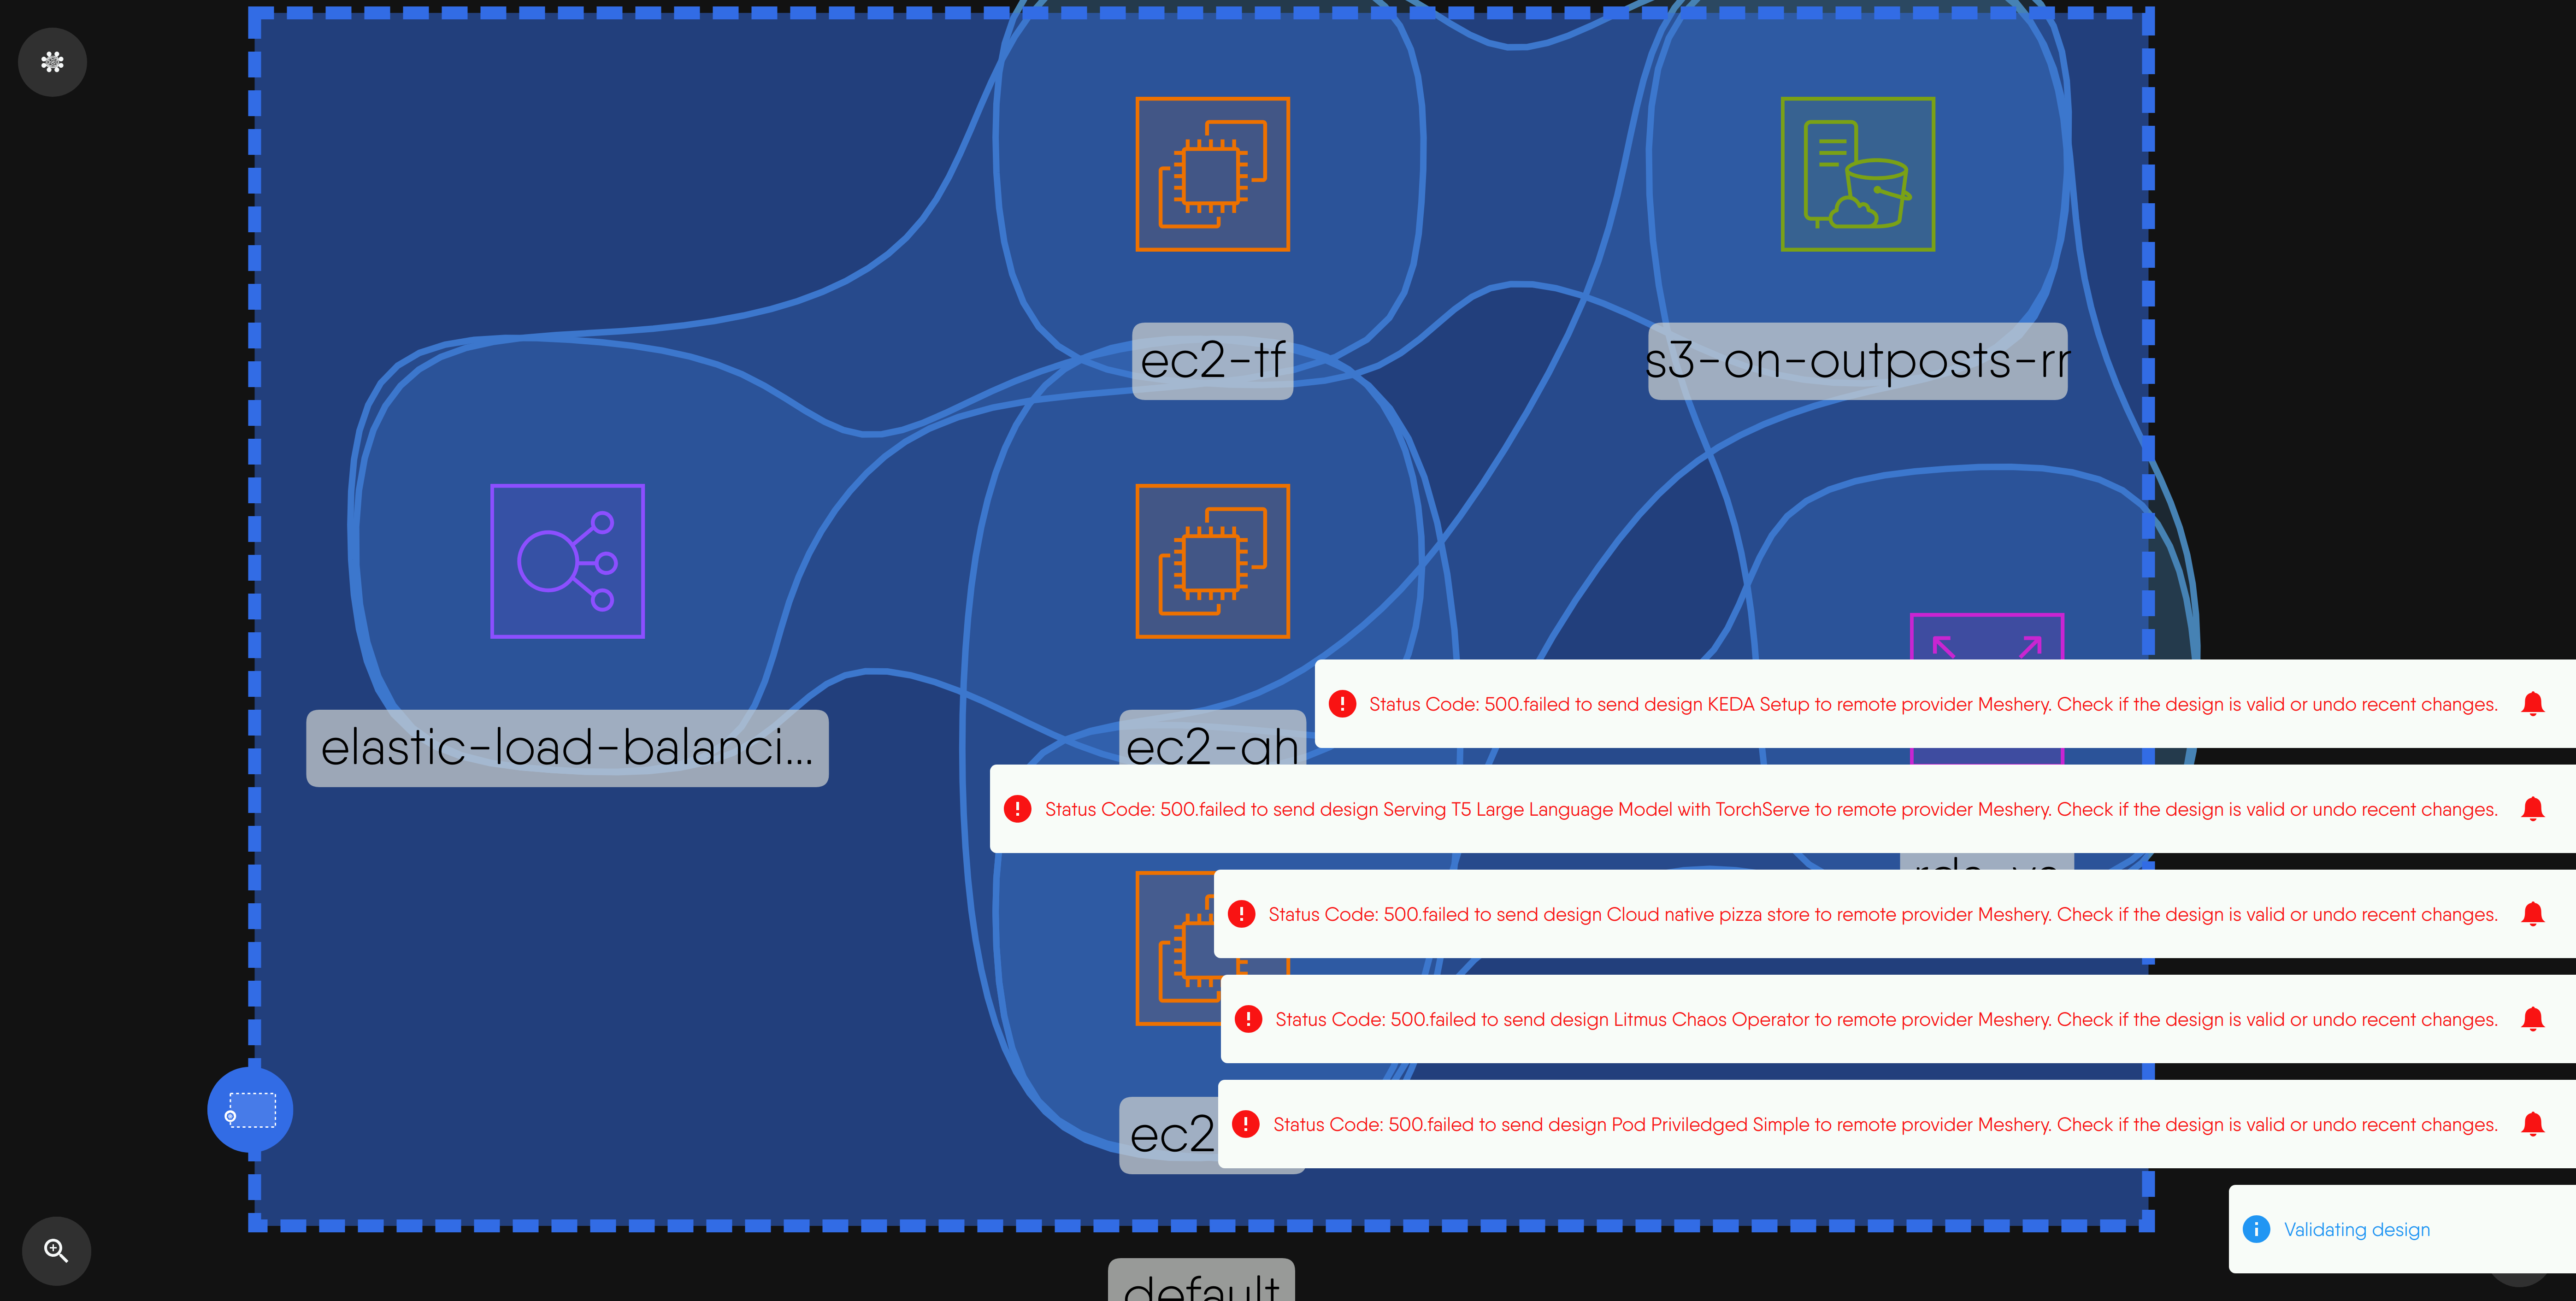 ec2-tf
s3-on-outposts-rr
elastic-load-balanci...
ec2-qh
Status Code: 500.failed to send design KEDA Setup to remote provider Meshery. Check if the design is valid or undo recent changes.
Status Code: 500.failed to send design Serving T5 Large Language Model with TorchServe to remote provider Meshery. Check if the design is valid or undo recent changes.
Status Code: 500.failed to send design Cloud native pizza store to remote provider Meshery. Check if the design is valid or undo recent changes.
Status Code: 500.failed to send design Litmus Chaos Operator to remote provider Meshery. Check if the design is valid or undo recent changes.
Status Code: 500.failed to send design Pod Priviledged Simple to remote provider Meshery. Check if the design is valid or undo recent changes.
ec2
Validating design
default